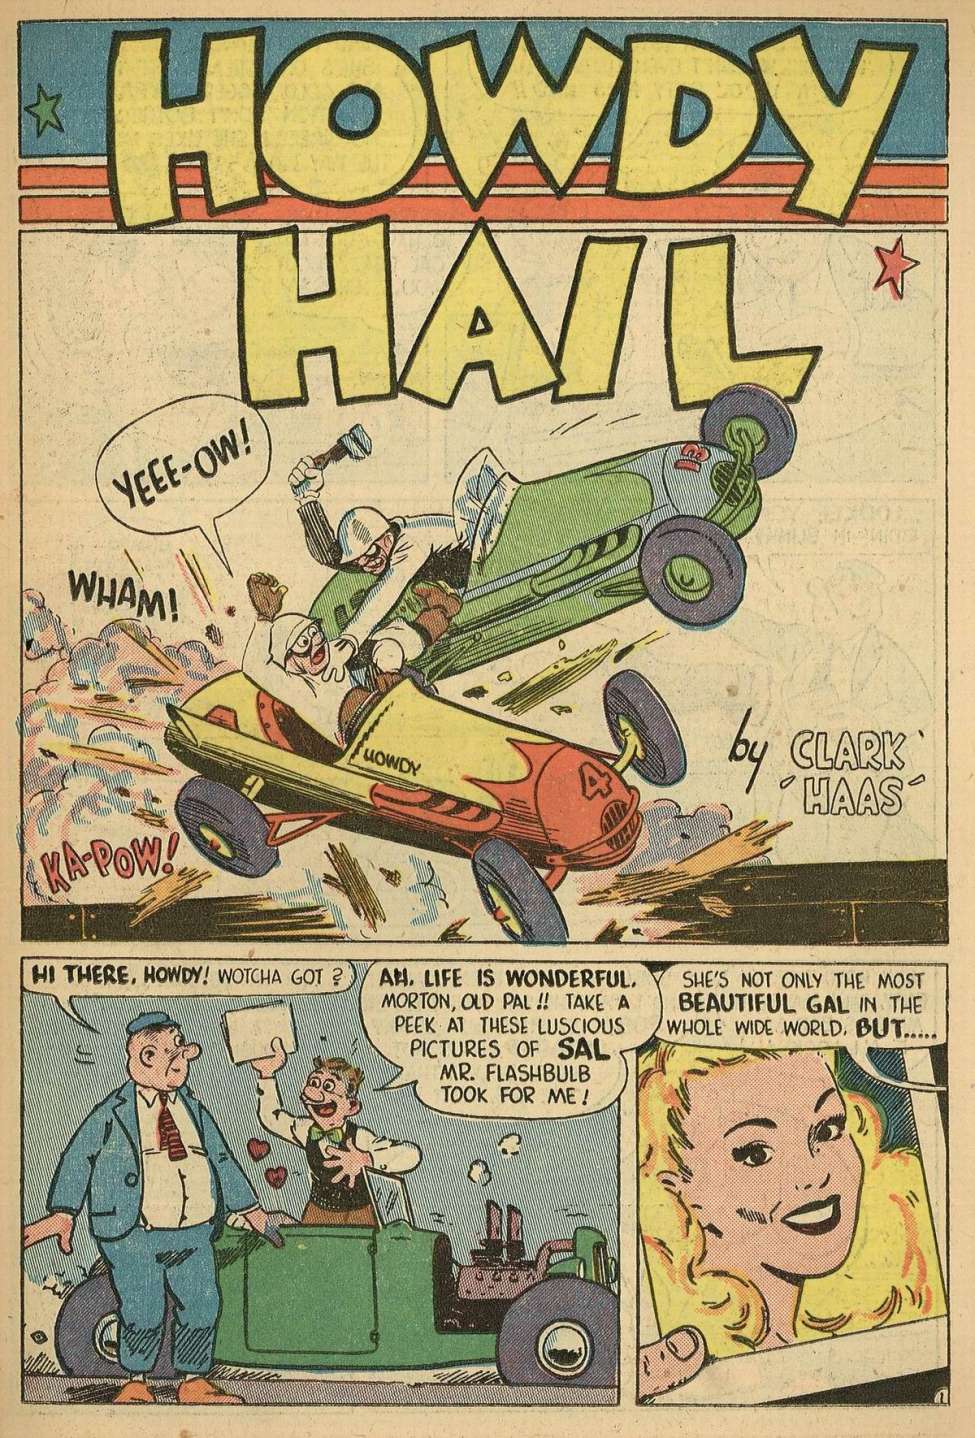 HOWDY
HAIL
YEEE-OW!
WHAM!
13
HOWDY
4
KA-POW!
by CLARK
'HAAS'
HI THERE, HOWDY! WOTCHA GOT?
AH, LIFE IS WONDERFUL,
MORTON, OLD PAL!! TAKE A
PEEK AT THESE LUSCIOUS
PICTURES OF SAL
MR. FLASHBULB
TOOK FOR ME!
SHE'S NOT ONLY THE MOST
BEAUTIFUL GAL IN THE
WHOLE WIDE WORLD, BUT.....
1